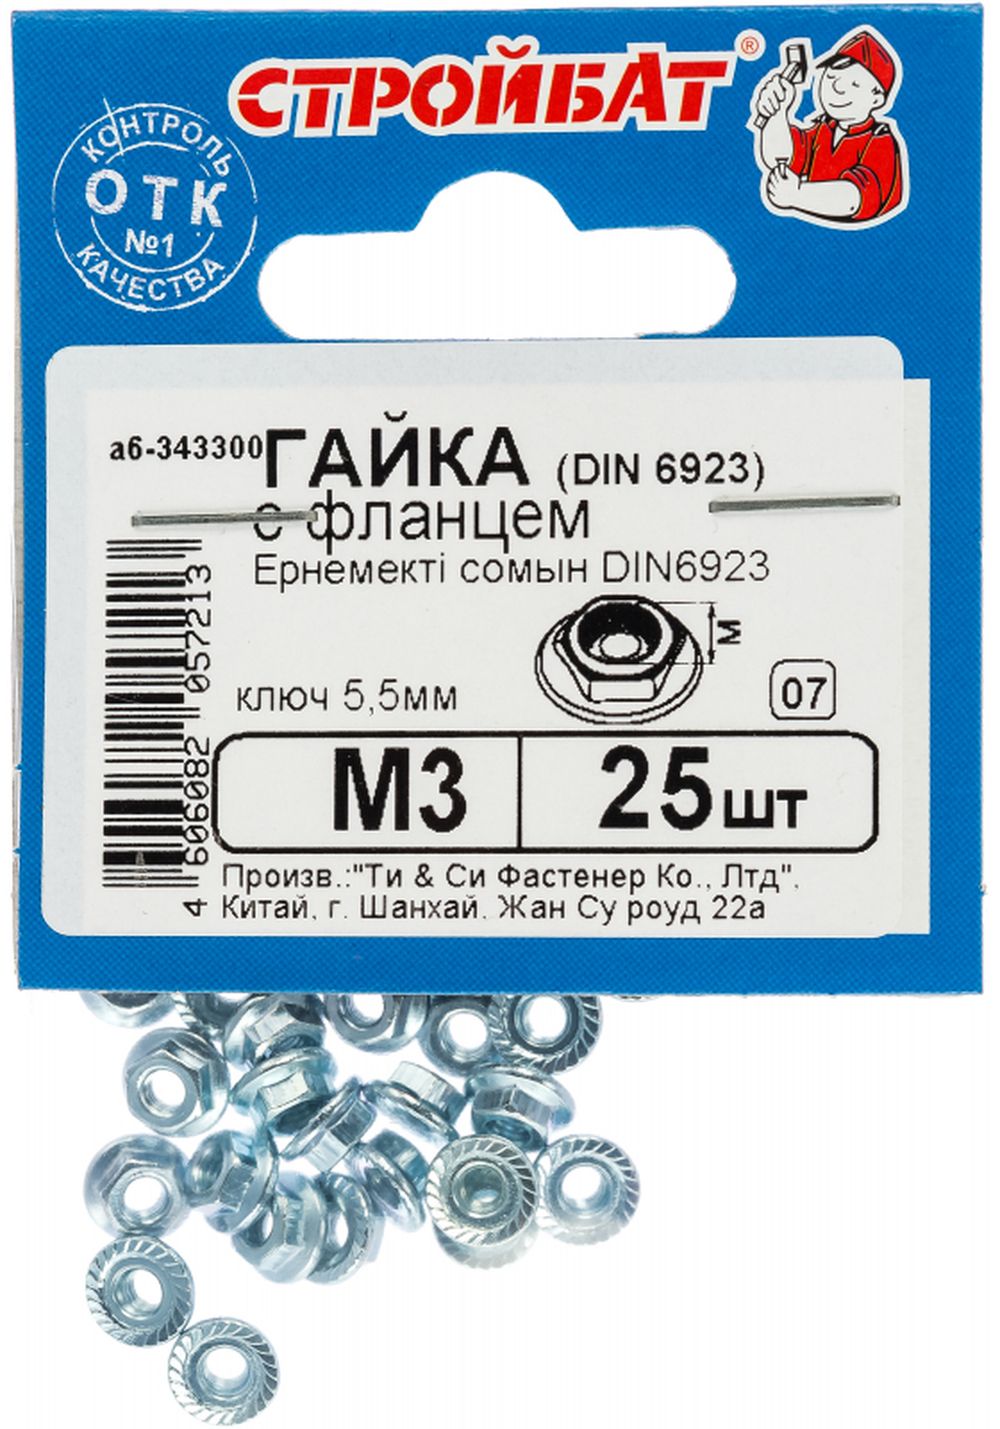 СТРОЙБАТ®
КОНТРОЛЬ
ОТК
№1
КАЧЕСТВА
аб-343300
ГАЙКА (DIN 6923)
с фланцем
Ернемекті сомын DIN6923
M
ключ 5,5мм
07
М3
25шт
Произв.:"Ти & Си Фастенер Ко., Лтд",
Китай, г. Шанхай, Жан Су роуд 22а
4 606082 057213